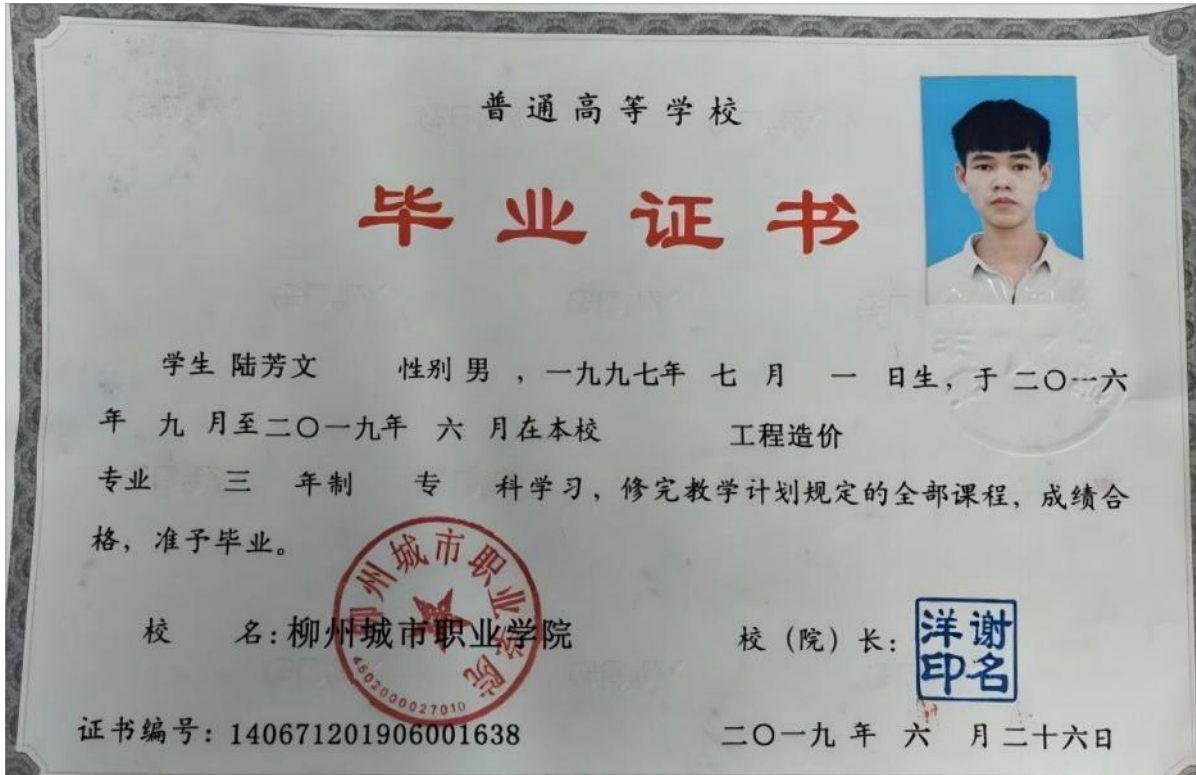 普通高等学校
毕业证书
学生 陆芳文 性别 男 ，一九九七年 七 月 一 日生，于 二〇一六
年 九 月至二〇一九年 六 月在本校 工程造价
专业 三 年制 专 科学习，修完教学计划规定的全部课程，成绩合
格，准予毕业。
柳州城市职业学院
4502000027010
校 名：柳州城市职业学院
校（院）长：
谢名洋印
证书编号：140671201906001638
二〇一九 年 六 月 二十六日